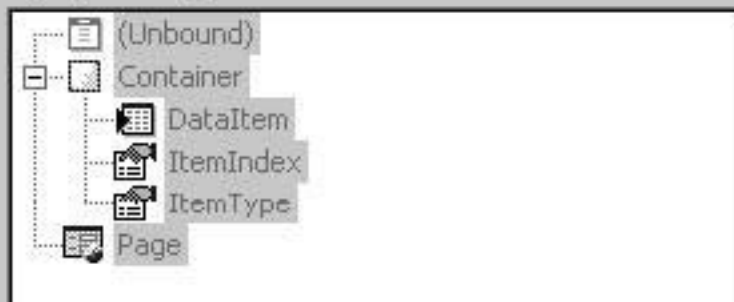 (Unbound)
Container
DataItem
ItemIndex
ItemType
Page